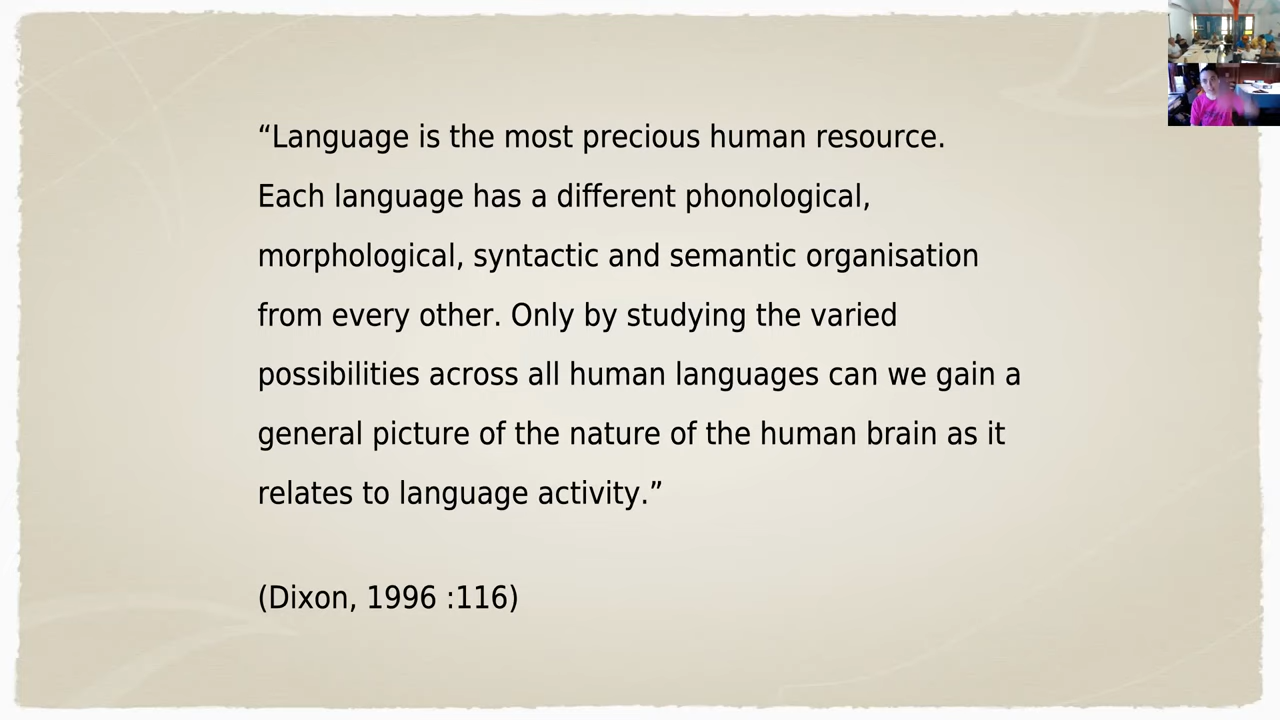 “Language is the most precious human resource.
Each language has a different phonological,
morphological, syntactic and semantic organisation
from every other. Only by studying the varied
possibilities across all human languages can we gain a
general picture of the nature of the human brain as it
relates to language activity.”
(Dixon, 1996 :116)